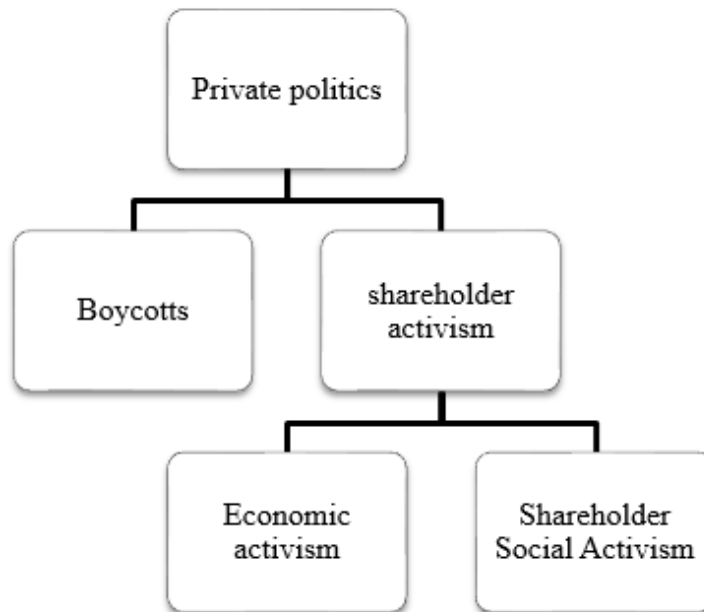 Private politics
Boycotts
shareholder
activism
Economic
activism
Shareholder
Social Activism